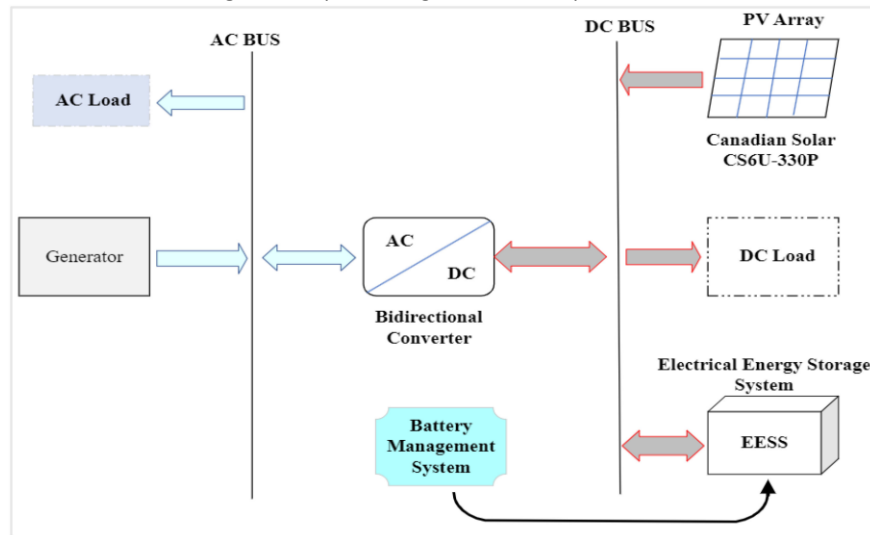 PV Array
DC BUS
AC BUS
AC Load
Canadian Solar
CS6U-330P
Generator
AC
DC
Bidirectional
Converter
DC Load
Electrical Energy Storage
System
Battery
Management
System
EESS